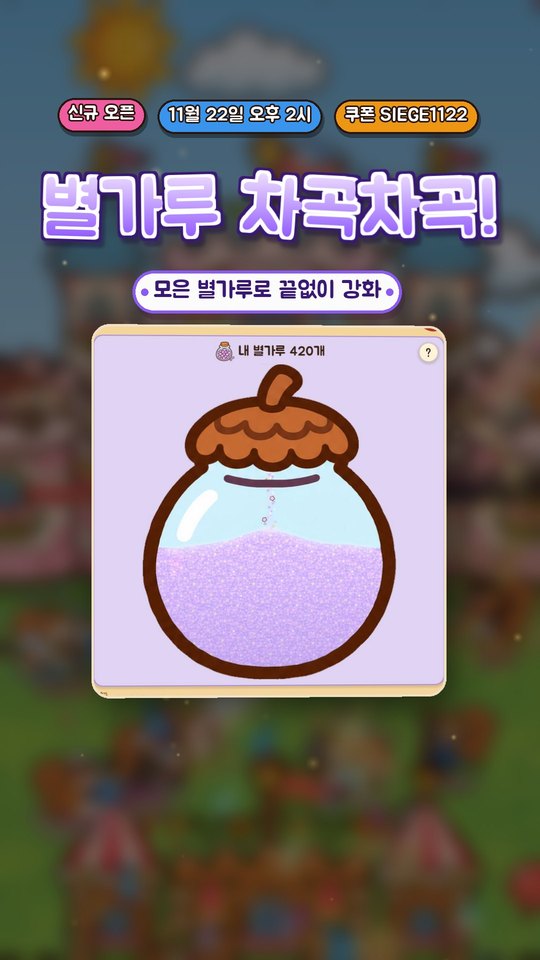 신규 오픈
11월 22일 오후 2시
쿠폰 SIEGE1122
별가루 차곡차곡!
모은 별가루로 끝없이 강화
내 별가루 420개
?